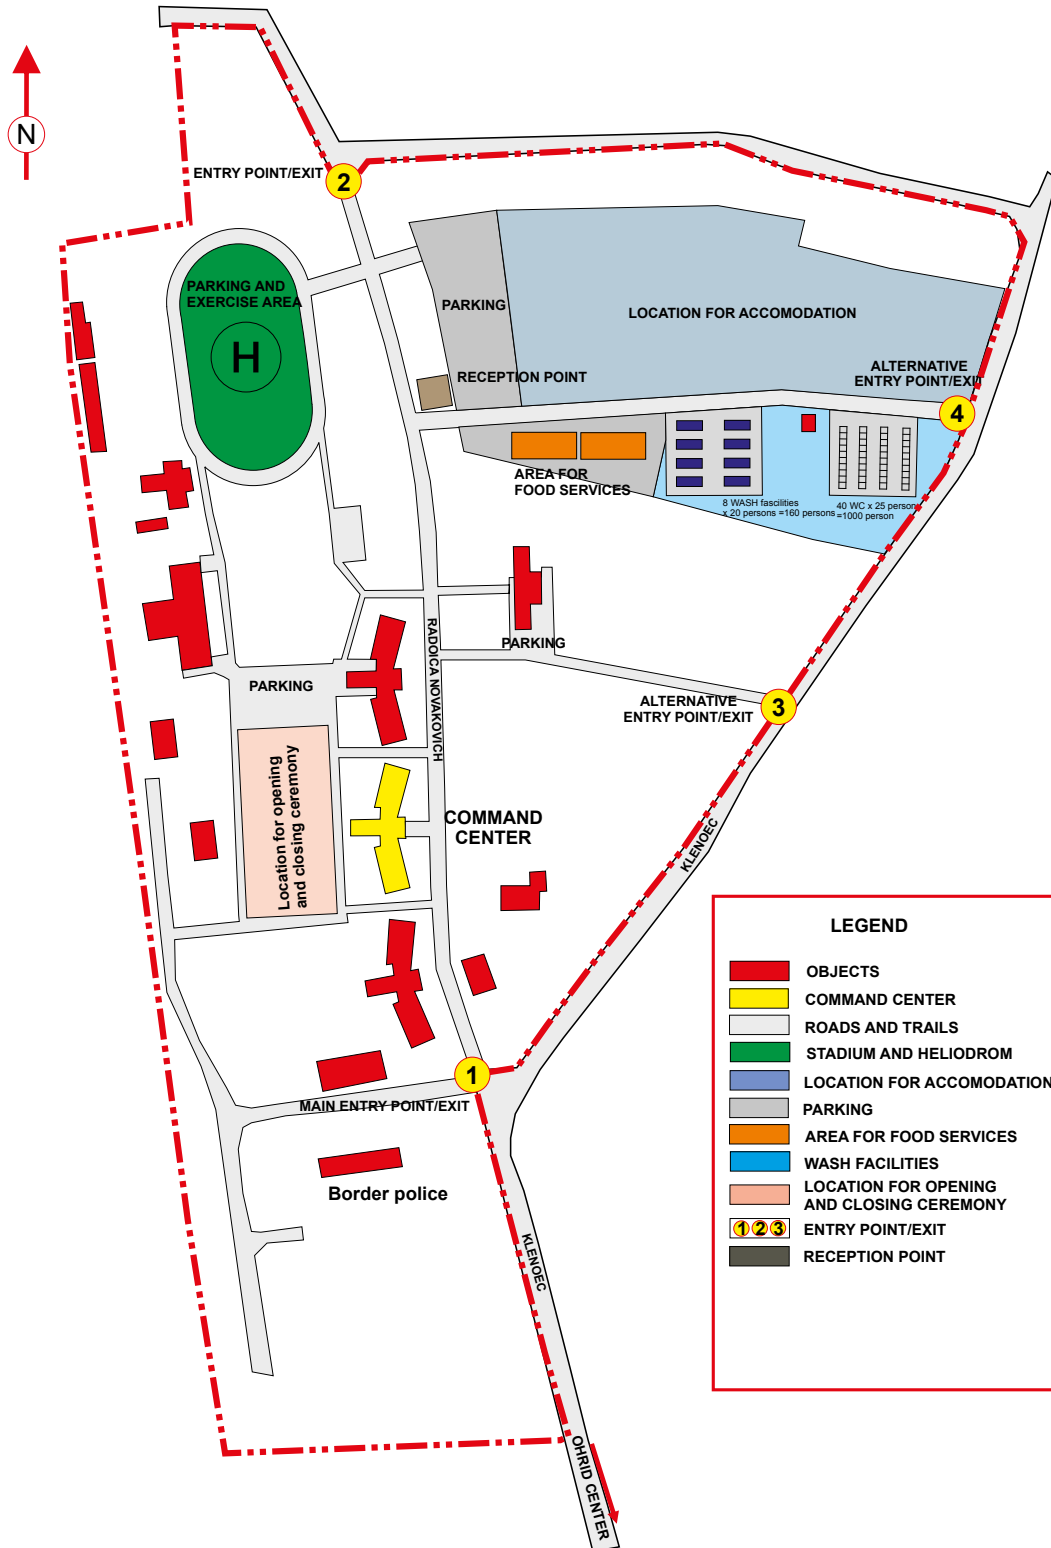 N
ENTRY POINT/EXIT
2
PARKING AND
EXERCISE AREA
H
PARKING
LOCATION FOR ACCOMODATION
RECEPTION POINT
ALTERNATIVE
ENTRY POINT/EXIT
4
AREA FOR
FOOD SERVICES
8 WASH fascilities
x 20 persons =160 persons
40 WC x 25 person
=1000 person
RADOICA NOVAKOVICH
PARKING
PARKING
ALTERNATIVE
ENTRY POINT/EXIT
3
Location for opening
and closing ceremony
COMMAND
CENTER
KLENOEC
1
MAIN ENTRY POINT/EXIT
Border police
KLENOEC
OHRID CENTER
LEGEND
OBJECTS
COMMAND CENTER
ROADS AND TRAILS
STADIUM AND HELIODROM
LOCATION FOR ACCOMODATION
PARKING
AREA FOR FOOD SERVICES
WASH FACILITIES
LOCATION FOR OPENING
AND CLOSING CEREMONY
1 2 3 ENTRY POINT/EXIT
RECEPTION POINT